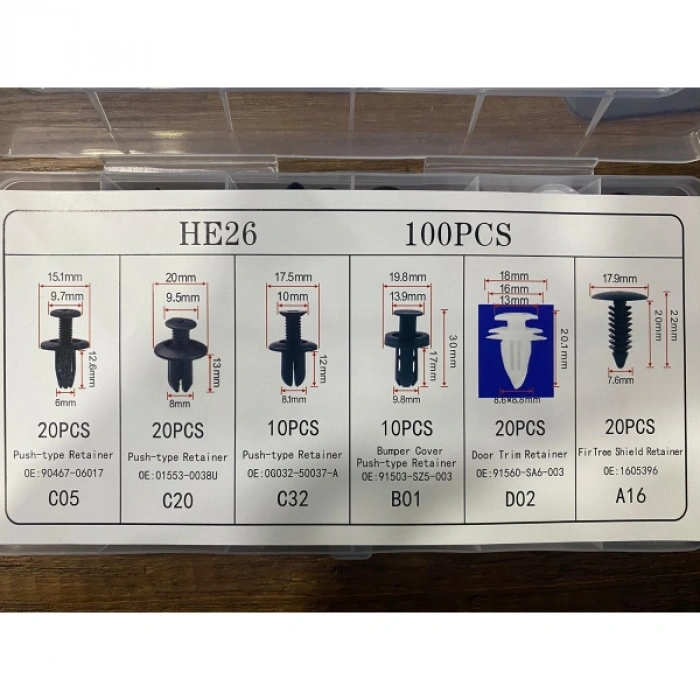 HE26 100PCS
15.1mm
9.7mm
12.6mm
6mm
20PCS
Push-type Retainer
OE:90467-06017
C05
20mm
9.5mm
13mm
8mm
20PCS
Push-type Retainer
OE:01553-0038U
C20
17.5mm
10mm
12mm
8.1mm
10PCS
Push-type Retainer
OE:0G032-50037-A
C32
19.8mm
13.9mm
30mm
17mm
9.8mm
10PCS
Bumper Cover
Push-type Retainer
OE:91503-SZ5-003
B01
18mm
16mm
13mm
20.1mm
8.6×8.8mm
20PCS
Door Trim Retainer
OE:91560-SA6-003
D02
17.9mm
20mm
22mm
7.6mm
20PCS
FirTree Shield Retainer
OE:1605396
A16